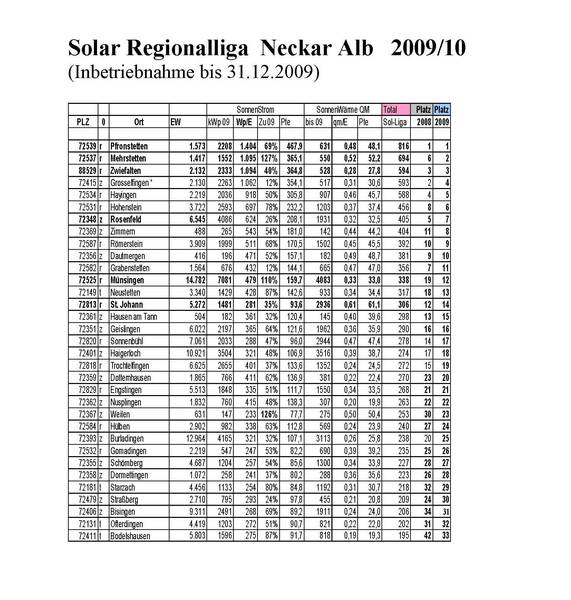 Solar Regionalliga Neckar Alb 2009/10
(Inbetriebnahme bis 31.12.2009)
SonnenStrom SonnenWärme QM Total Platz Platz
PLZ 0 Ort EW kWp 09 Wp/E Zu 09 Pte bis 09 qm/E Pte Sol-Liga 2008 2009
72539 r Pfronstetten 1.573 2208 1.404 69% 467,9 631 0,48 48,1 816 1 1
72537 r Mehrstetten 1.417 1552 1.095 127% 365,1 550 0,52 52,2 694 6 2
88529 r Zwiefalten 2.132 2333 1.094 40% 364,8 528 0,28 27,8 594 3 3
72415 z Grosselfingen* 2.130 2263 1.062 12% 354,1 517 0,31 30,6 593 2 4
72534 r Hayingen 2.219 2036 918 50% 305,8 907 0,46 45,7 588 4 5
72531 r Hohenstein 3.722 2593 697 78% 232,2 1203 0,37 37,4 456 8 6
72348 z Rosenfeld 6.545 4086 624 26% 208,1 1931 0,32 32,5 405 5 7
72369 z Zimmern 488 265 543 54% 181,0 142 0,44 44,2 404 11 8
72587 r Römerstein 3.909 1999 511 68% 170,5 1502 0,45 45,5 392 10 9
72356 z Dautmergen 416 196 471 52% 157,1 182 0,49 48,7 381 9 10
72582 r Grabenstetten 1.564 676 432 12% 144,1 665 0,47 47,0 356 7 11
72525 r Münsingen 14.782 7081 479 110% 159,7 4083 0,33 33,0 338 19 12
72149 t Neustetten 3.340 1429 428 87% 142,6 933 0,34 34,4 317 18 13
72813 r St. Johann 5.272 1481 281 35% 93,6 2936 0,61 61,1 306 12 14
72361 z Hausen am Tann 504 182 361 32% 120,4 145 0,40 39,6 298 13 15
72351 z Geislingen 6.022 2197 365 64% 121,6 1962 0,36 35,9 290 16 16
72820 r Sonnenbühl 7.061 2033 288 47% 96,0 2944 0,47 47,4 278 14 17
72401 z Haigerloch 10.921 3504 321 48% 106,9 3516 0,39 38,7 274 17 18
72818 r Trochtelfingen 6.625 2655 401 37% 133,6 1352 0,24 24,5 272 15 19
72359 z Dotternhausen 1.865 766 411 62% 136,9 381 0,22 22,4 270 23 20
72829 r Engstingen 5.513 1848 335 51% 111,7 1550 0,34 33,5 268 21 21
72362 z Nusplingen 1.832 760 415 48% 138,3 307 0,20 19,9 263 22 22
72367 z Weilen 631 147 233 126% 77,7 275 0,50 50,4 253 30 23
72584 r Hülben 2.902 982 338 63% 112,8 569 0,24 23,9 240 27 24
72393 z Burladingen 12.964 4165 321 32% 107,1 3113 0,26 25,8 238 20 25
72532 r Gomadingen 2.219 547 247 53% 82,2 690 0,39 39,2 235 25 26
72355 z Schömberg 4.687 1204 257 54% 85,6 1300 0,34 33,9 227 28 27
72358 z Dormettingen 1.072 258 241 37% 80,2 288 0,36 35,6 223 26 28
72181 t Starzach 4.456 1133 254 80% 84,8 1192 0,31 30,7 218 32 29
72479 z Straßberg 2.710 795 293 24% 97,8 455 0,21 20,8 209 24 30
72406 z Bisingen 9.311 2491 268 69% 89,2 1911 0,24 24,0 206 34 31
72131 t Ofterdingen 4.419 1203 272 51% 90,7 821 0,22 22,0 202 31 32
72411 t Bodelshausen 5.803 1596 275 87% 91,7 818 0,19 19,3 195 42 33